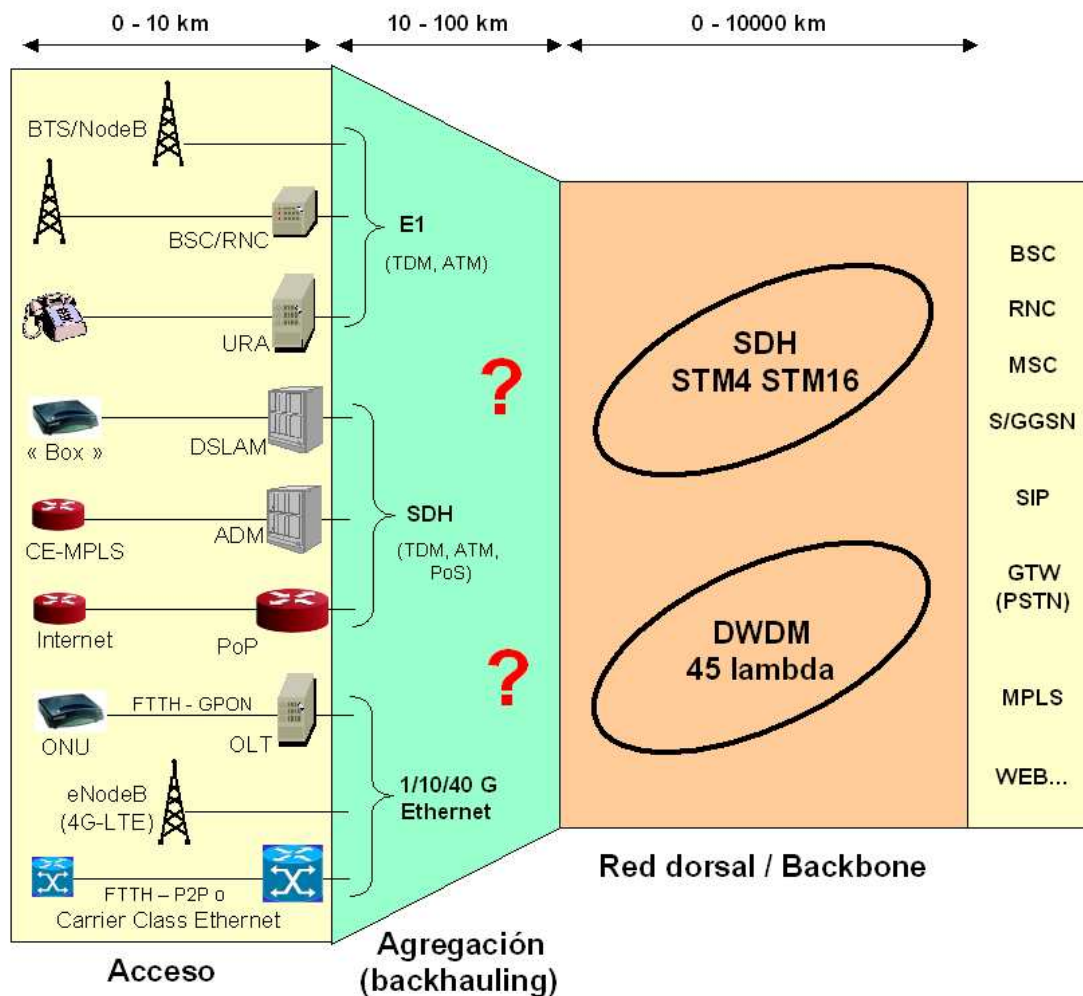 0 - 10 km
10 - 100 km
0 - 10000 km
BTS/NodeB
BSC/RNC
E1
(TDM, ATM)
URA
« Box »
DSLAM
CE-MPLS
ADM
SDH
(TDM, ATM,
PoS)
Internet
PoP
FTTH - GPON
ONU
OLT
eNodeB
(4G-LTE)
1/10/40 G
Ethernet
FTTH – P2P o
Carrier Class Ethernet
?
?
SDH
STM4 STM16
DWDM
45 lambda
BSC
RNC
MSC
S/GGSN
SIP
GTW
(PSTN)
MPLS
WEB...
Acceso
Agregación
(backhauling)
Red dorsal / Backbone